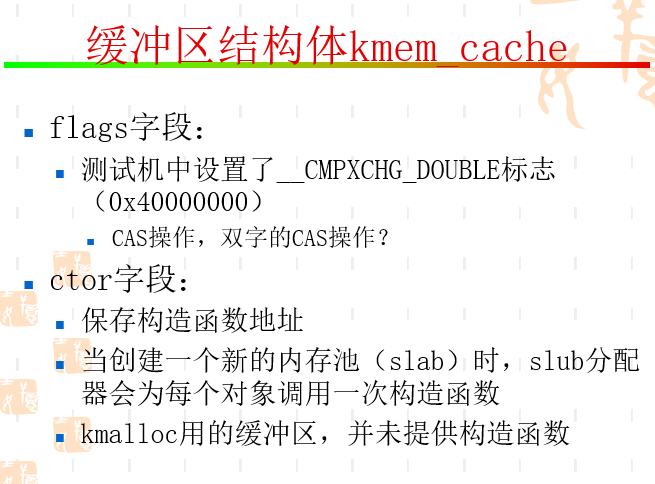 缓冲区结构体kmem_cache
flags字段：
测试机中设置了__CMPXCHG_DOUBLE标志
（0x40000000）
CAS操作，双字的CAS操作？
ctor字段：
保存构造函数地址
当创建一个新的内存池（slab）时，slub分配
器会为每个对象调用一次构造函数
kmalloc用的缓冲区，并未提供构造函数